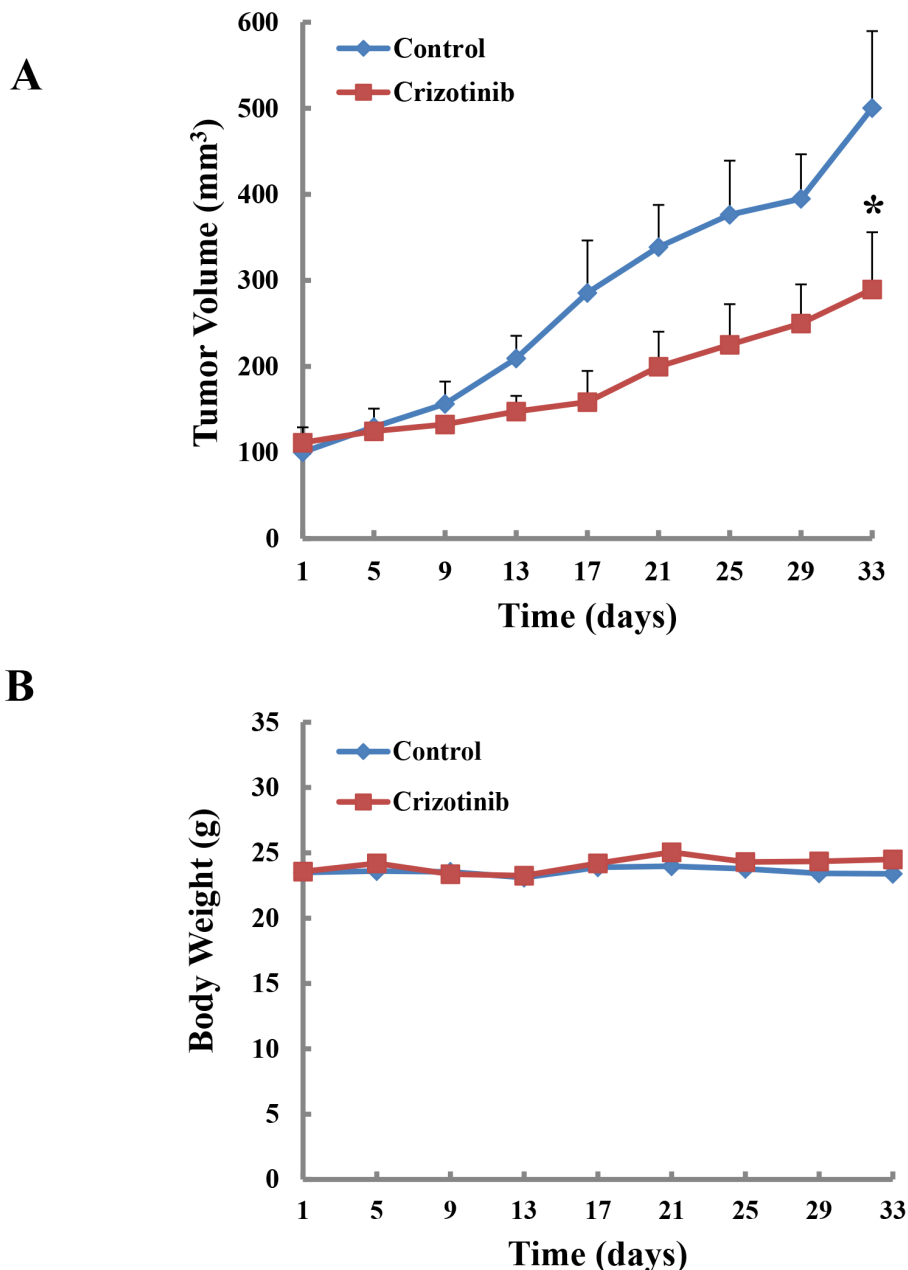 A
Tumor Volume (mm³)
600
500
400
300
200
100
0
Control
Crizotinib
*
1 5 9 13 17 21 25 29 33
Time (days)
B
Body Weight (g)
35
30
25
20
15
10
5
0
Control
Crizotinib
1 5 9 13 17 21 25 29 33
Time (days)